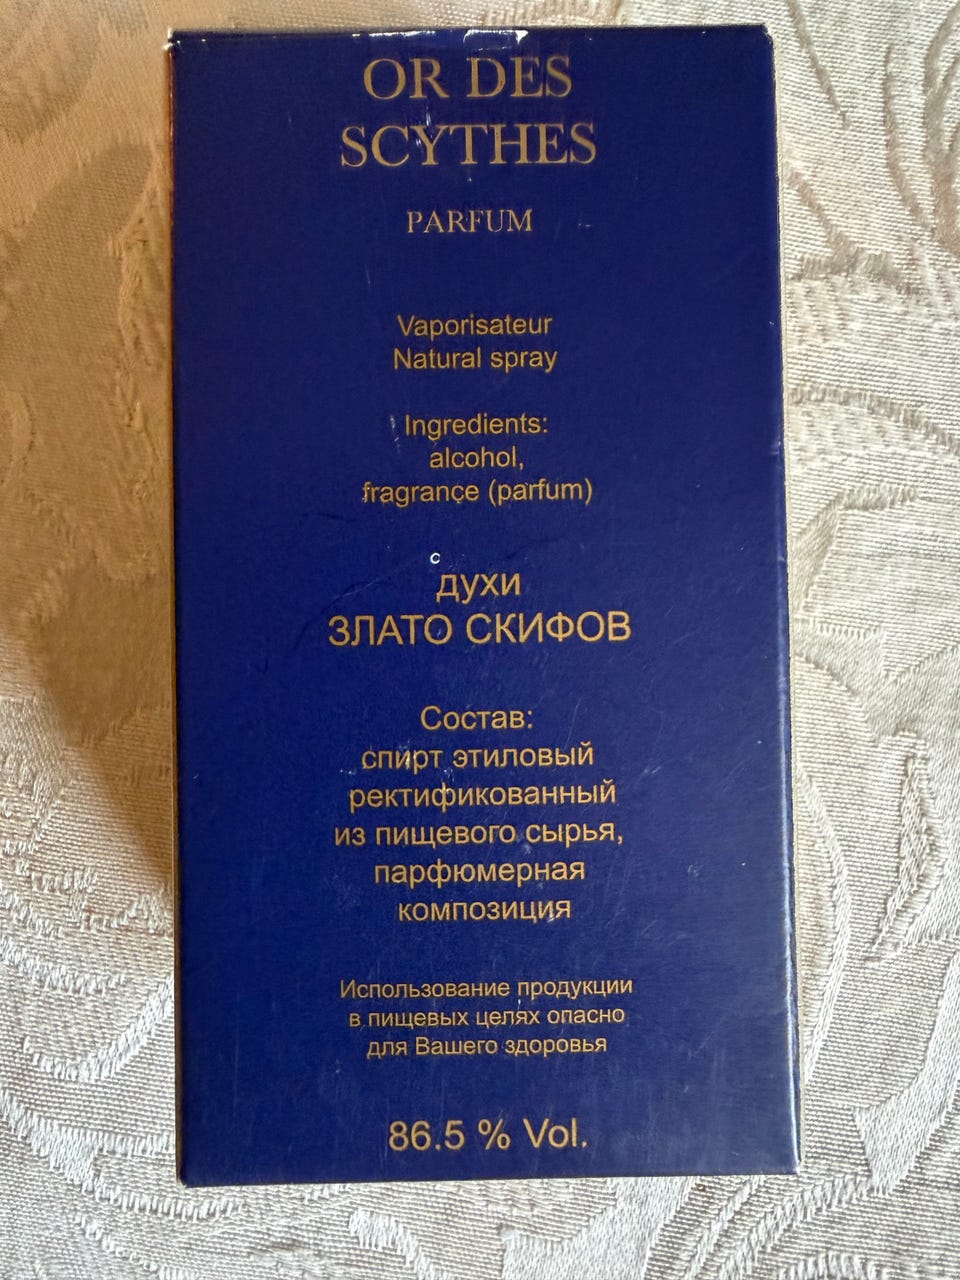 OR DES
SCYTHES
PARFUM
Vaporisateur
Natural spray
Ingredients:
alcohol,
fragrance (parfum)
с
духи
ЗЛАТО СКИФОВ
Состав:
спирт этиловый
ректификованный
из пищевого сырья,
парфюмерная
композиция
Использование продукции
в пищевых целях опасно
для Вашего здоровья
86.5 % Vol.